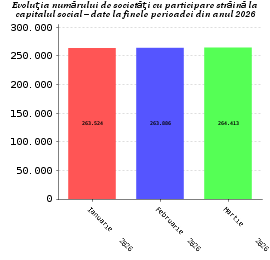 Evoluția numărului de societăți cu participare străină la
capitalul social – date la finele perioadei din anul 2026
300.000
250.000
200.000
150.000
100.000
50.000
0
263.524
263.886
264.413
Ianuarie 2026
Februarie 2026
Martie 2026